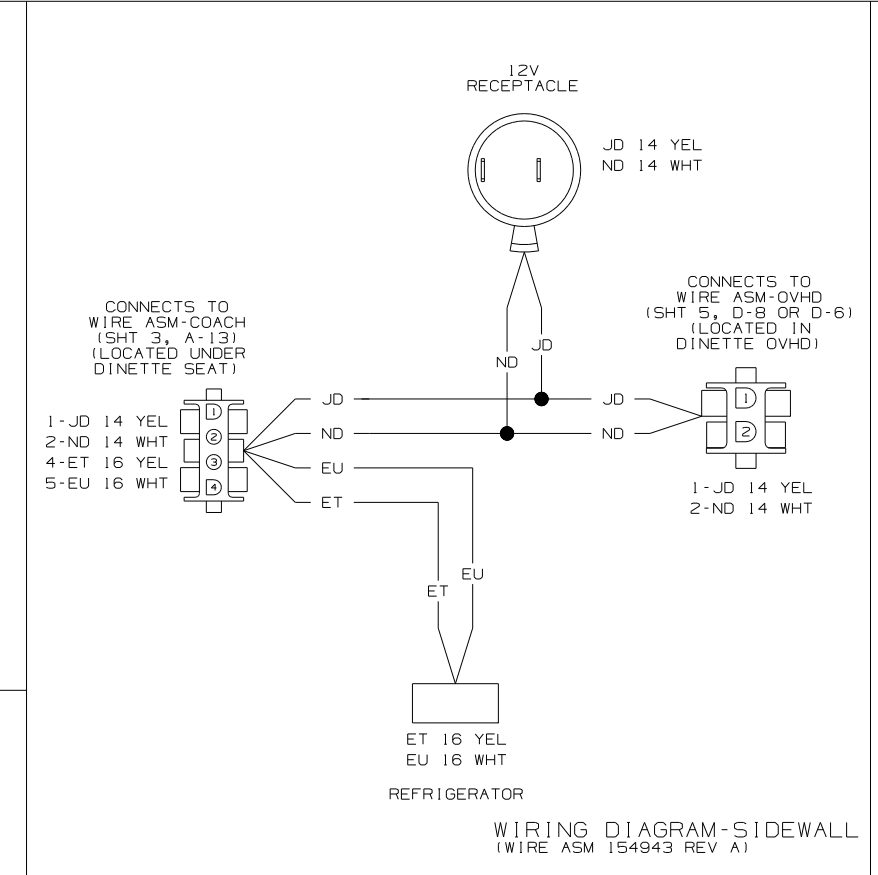 12V
RECEPTACLE
JD 14 YEL
ND 14 WHT
CONNECTS TO
WIRE ASM-OVHD
(SHT 5, D-8 OR D-6)
(LOCATED IN
DINETTE OVHD)
CONNECTS TO
WIRE ASM-COACH
(SHT 3, A-13)
(LOCATED UNDER
DINETTE SEAT)
1-JD 14 YEL
2-ND 14 WHT
4-ET 16 YEL
5-EU 16 WHT
1
2
3
4
JD
ND
EU
ET
ND
JD
JD
ND
1
2
1-JD 14 YEL
2-ND 14 WHT
EU
ET
ET 16 YEL
EU 16 WHT
REFRIGERATOR
WIRING DIAGRAM-SIDEWALL
(WIRE ASM 154943 REV A)